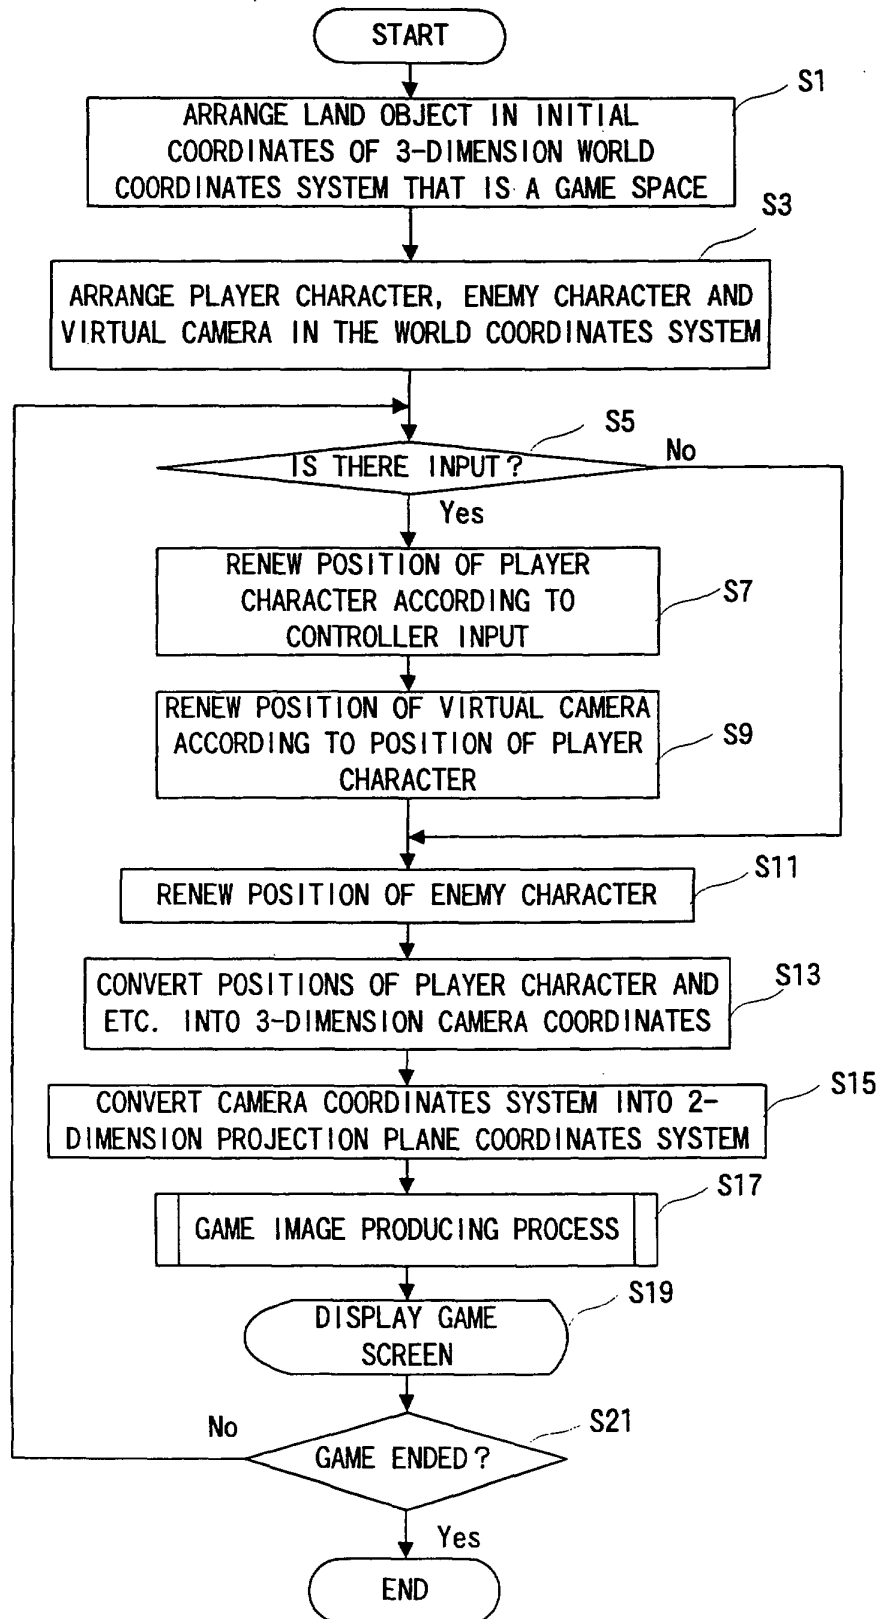 START
S1
ARRANGE LAND OBJECT IN INITIAL
COORDINATES OF 3-DIMENSION WORLD
COORDINATES SYSTEM THAT IS A GAME SPACE
S3
ARRANGE PLAYER CHARACTER, ENEMY CHARACTER AND
VIRTUAL CAMERA IN THE WORLD COORDINATES SYSTEM
S5
IS THERE INPUT?
No
Yes
RENEW POSITION OF PLAYER
CHARACTER ACCORDING TO
CONTROLLER INPUT
S7
RENEW POSITION OF VIRTUAL CAMERA
ACCORDING TO POSITION OF PLAYER
CHARACTER
S9
S11
RENEW POSITION OF ENEMY CHARACTER
S13
CONVERT POSITIONS OF PLAYER CHARACTER AND
ETC. INTO 3-DIMENSION CAMERA COORDINATES
S15
CONVERT CAMERA COORDINATES SYSTEM INTO 2-
DIMENSION PROJECTION PLANE COORDINATES SYSTEM
S17
GAME IMAGE PRODUCING PROCESS
S19
DISPLAY GAME
SCREEN
S21
No
GAME ENDED?
Yes
END